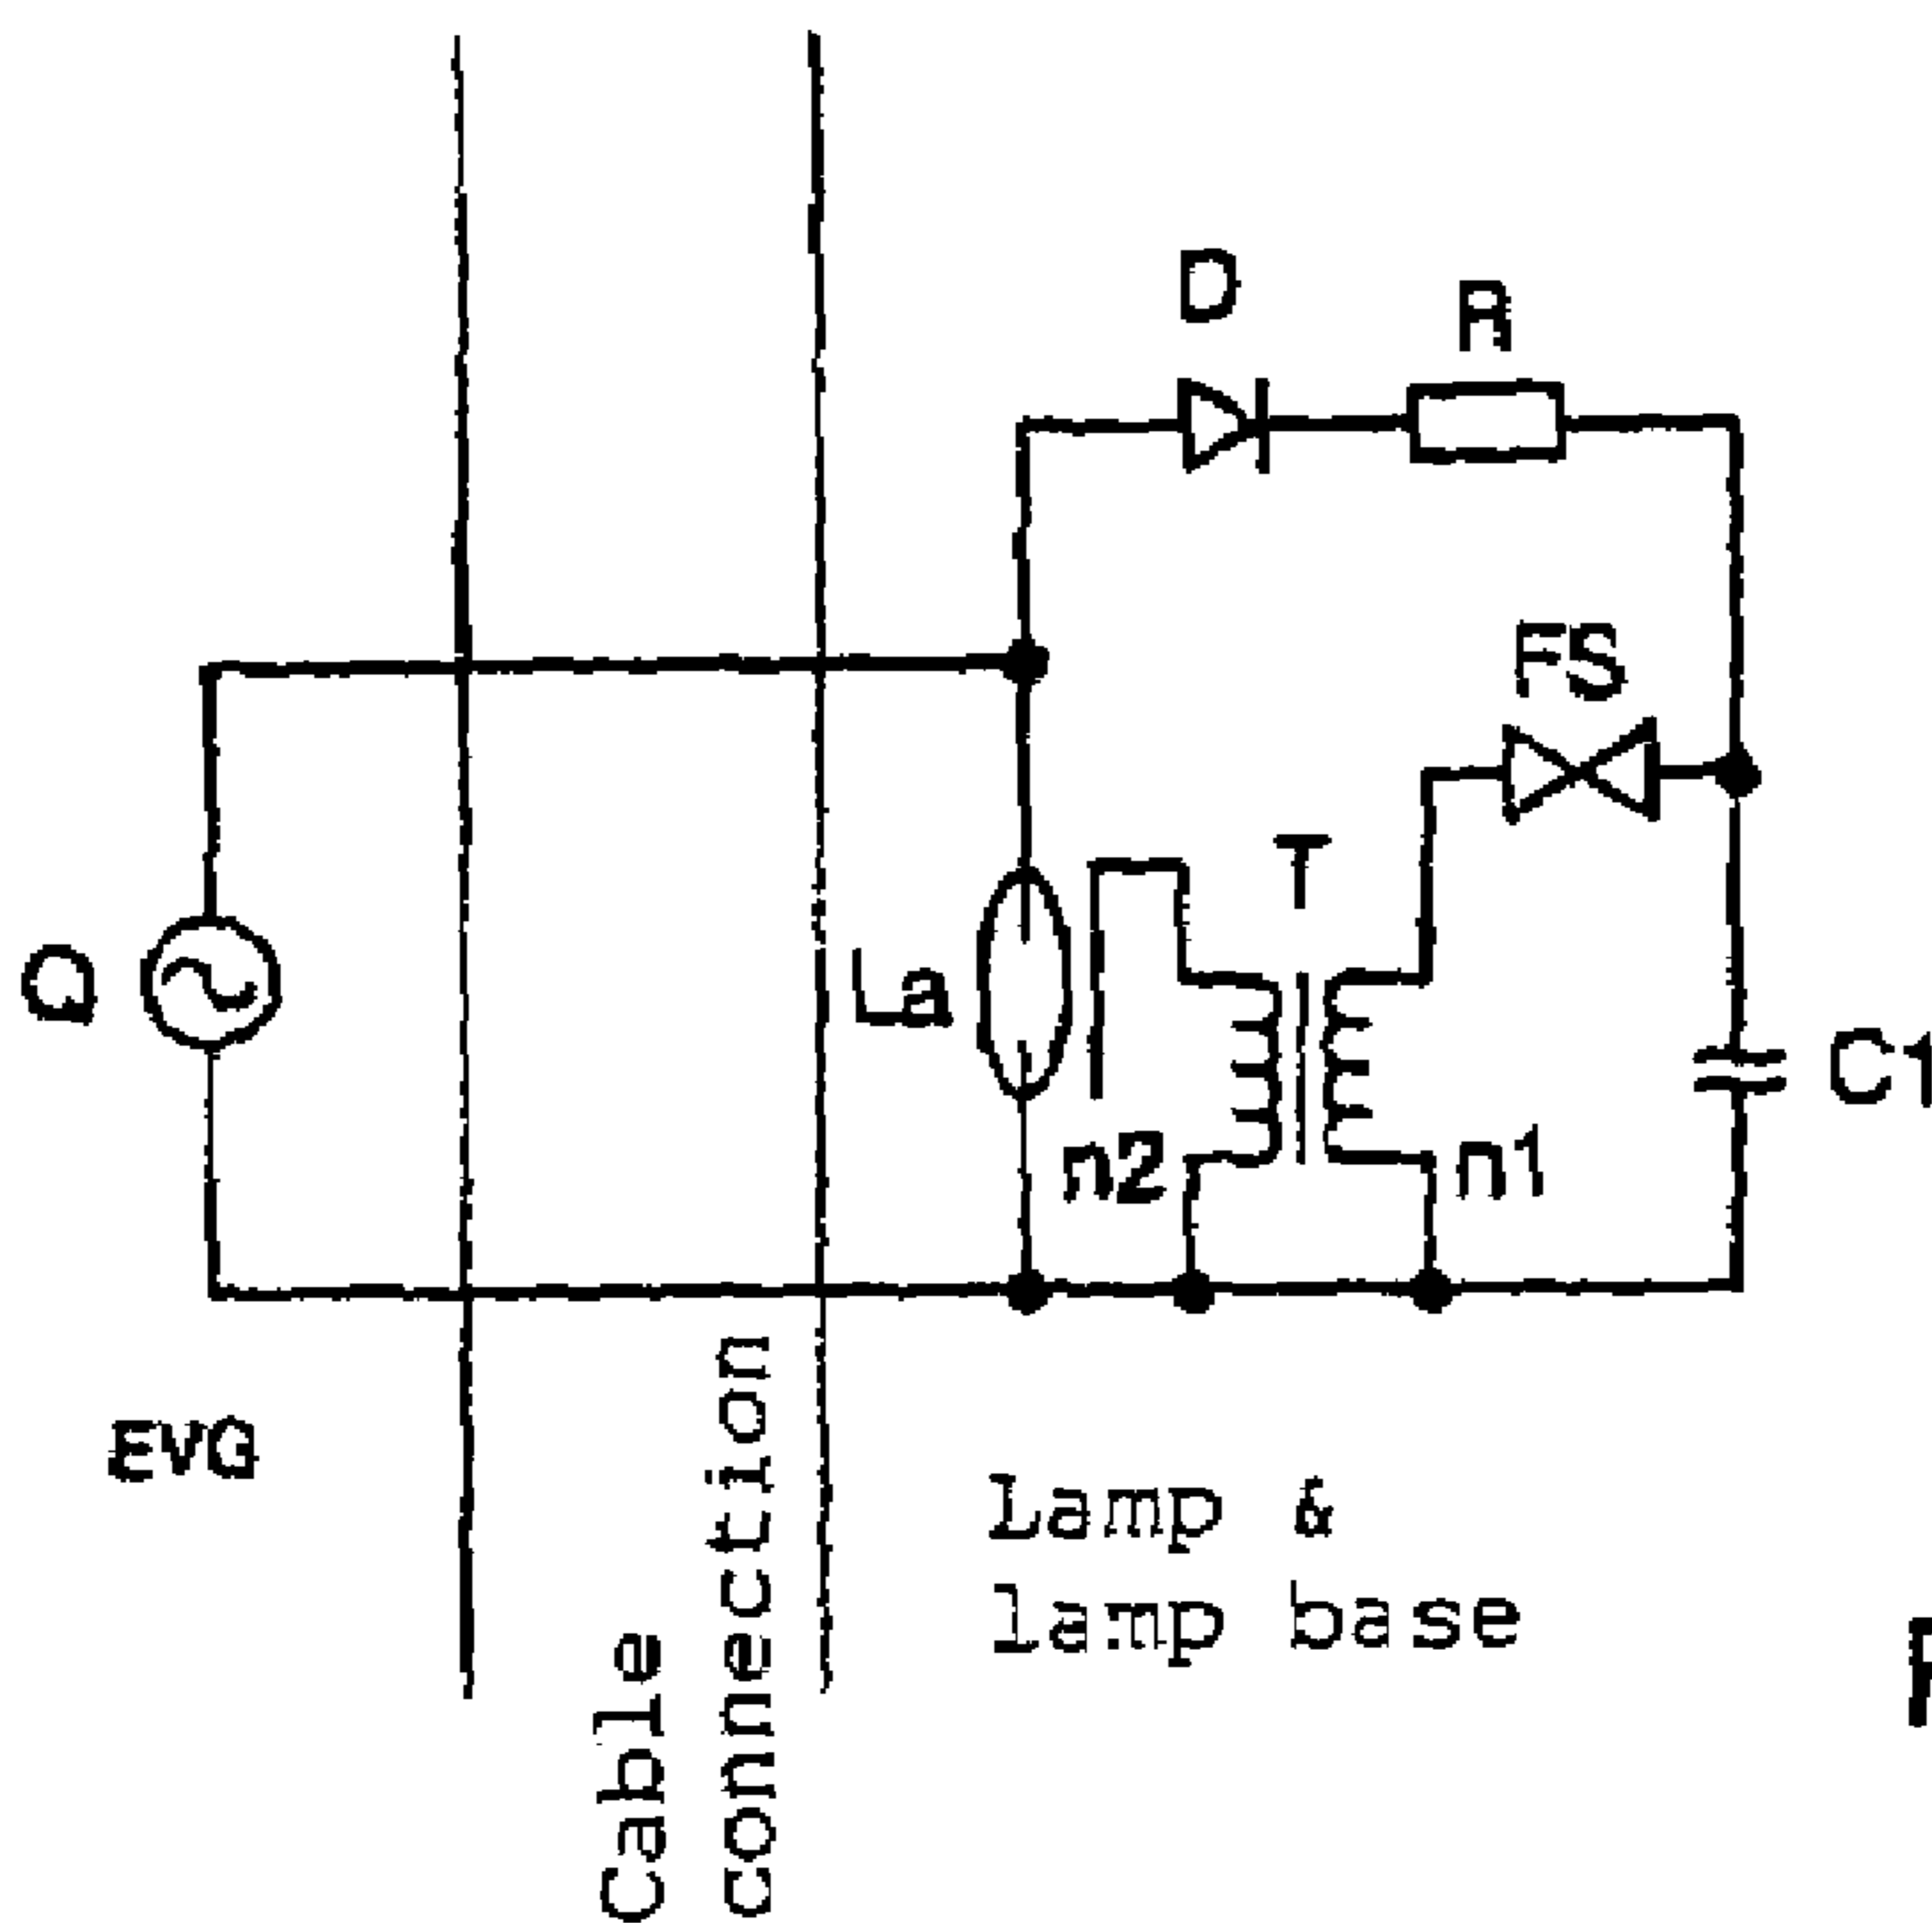 D
R
FS
T
Q
La
C1
n2
n1
EVG
Cable
connection
Lamp &
lamp base